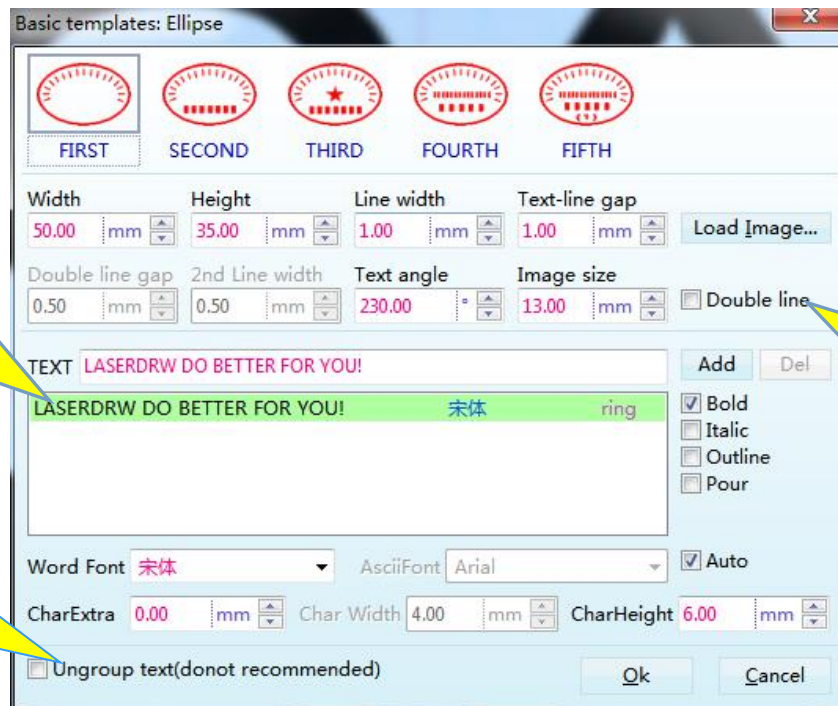 Basic templates: Ellipse
FIRST SECOND THIRD FOURTH FIFTH
Width Height Line width Text-line gap
50.00 mm 35.00 mm 1.00 mm 1.00 mm Load Image...
Double line gap 2nd Line width Text angle Image size
0.50 mm 0.50 mm 230.00 ° 13.00 mm Double line
TEXT LASERDRW DO BETTER FOR YOU! Add Del
LASERDRW DO BETTER FOR YOU! 宋体 ring
Bold
Italic
Outline
Pour
Word Font 宋体 AsciiFont Arial Auto
CharExtra 0.00 mm Char Width 4.00 mm CharHeight 6.00 mm
Ungroup text(donot recommended) Ok Cancel